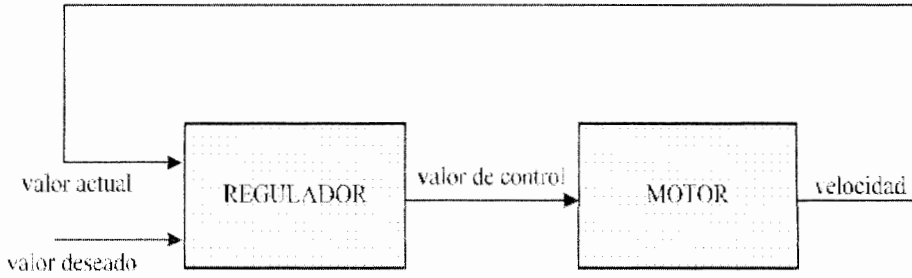 valor actual
REGULADOR
valor de control
MOTOR
velocidad
valor deseado